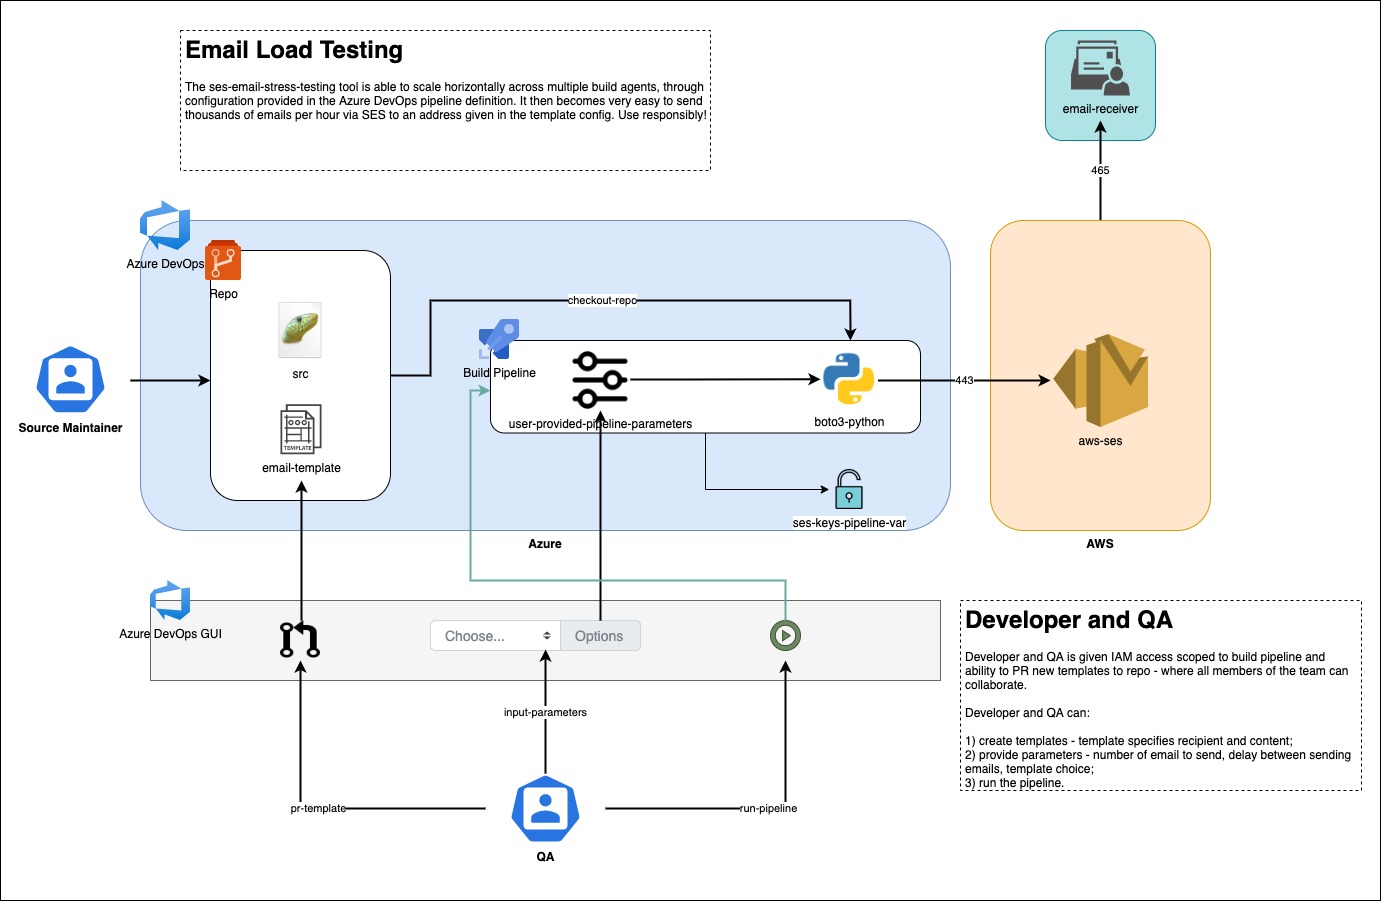 Email Load Testing
The ses-email-stress-testing tool is able to scale horizontally across multiple build agents, through
configuration provided in the Azure DevOps pipeline definition. It then becomes very easy to send
thousands of emails per hour via SES to an address given in the template config. Use responsibly!
email-receiver
465
Azure DevOps
Repo
src
TEMPLATE
email-template
Source Maintainer
checkout-repo
Build Pipeline
user-provided-pipeline-parameters
boto3-python
443
aws-ses
ses-keys-pipeline-var
Azure
AWS
Azure DevOps GUI
Choose...
Options
input-parameters
pr-template
run-pipeline
QA
Developer and QA
Developer and QA is given IAM access scoped to build pipeline and
ability to PR new templates to repo - where all members of the team can
collaborate.
Developer and QA can:
1) create templates - template specifies recipient and content;
2) provide parameters - number of email to send, delay between sending
emails, template choice;
3) run the pipeline.